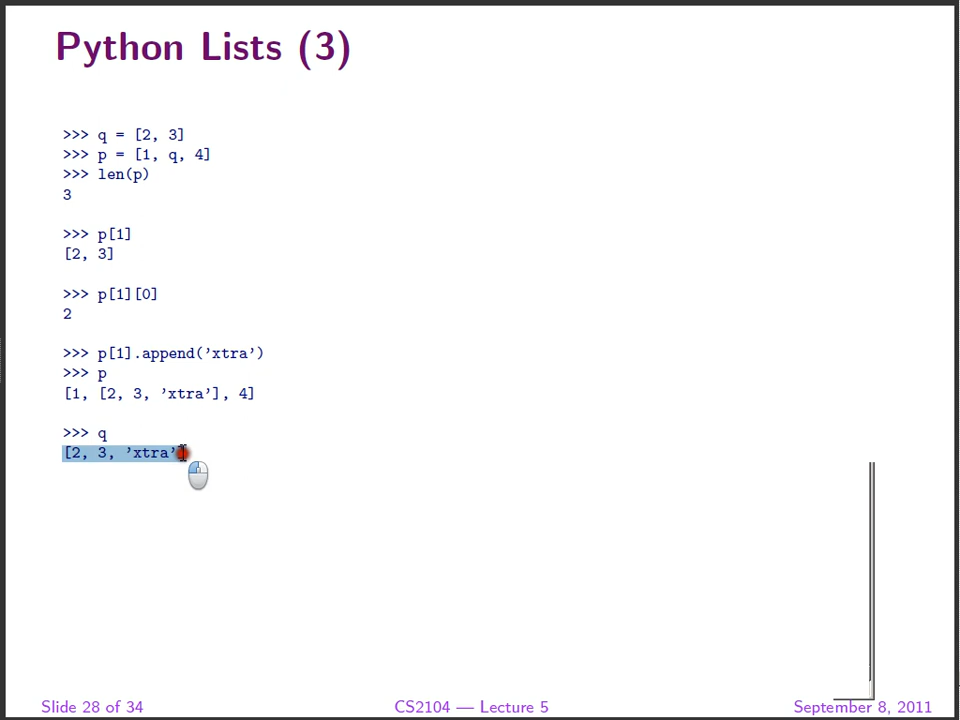 Python Lists (3)
>>> q = [2, 3]
>>> p = [1, q, 4]
>>> len(p)
3
>>> p[1]
[2, 3]
>>> p[1][0]
2
>>> p[1].append(’xtra’)
>>> p
[1, [2, 3, ’xtra’], 4]
>>> q
[2, 3, ’xtra’]
Slide 28 of 34
CS2104 — Lecture 5
September 8, 2011